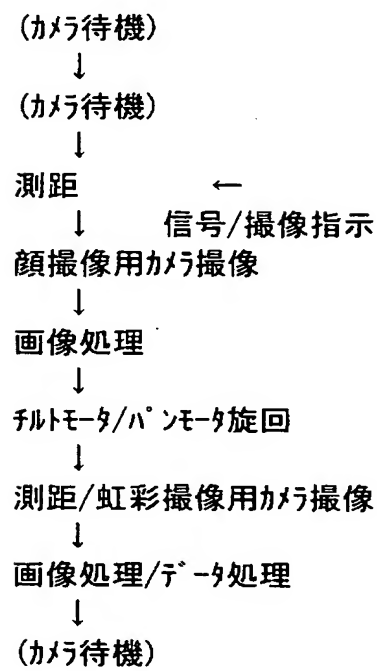 (ｶﾒﾗ待機)
↓
(ｶﾒﾗ待機)
↓
測距 ←
↓ 信号/撮像指示
顔撮像用ｶﾒﾗ撮像
↓
画像処理
↓
ﾁﾙﾄﾓｰﾀ/ﾊﾟﾝﾓｰﾀ旋回
↓
測距/虹彩撮像用ｶﾒﾗ撮像
↓
画像処理/ﾃﾞｰﾀ処理
↓
(ｶﾒﾗ待機)